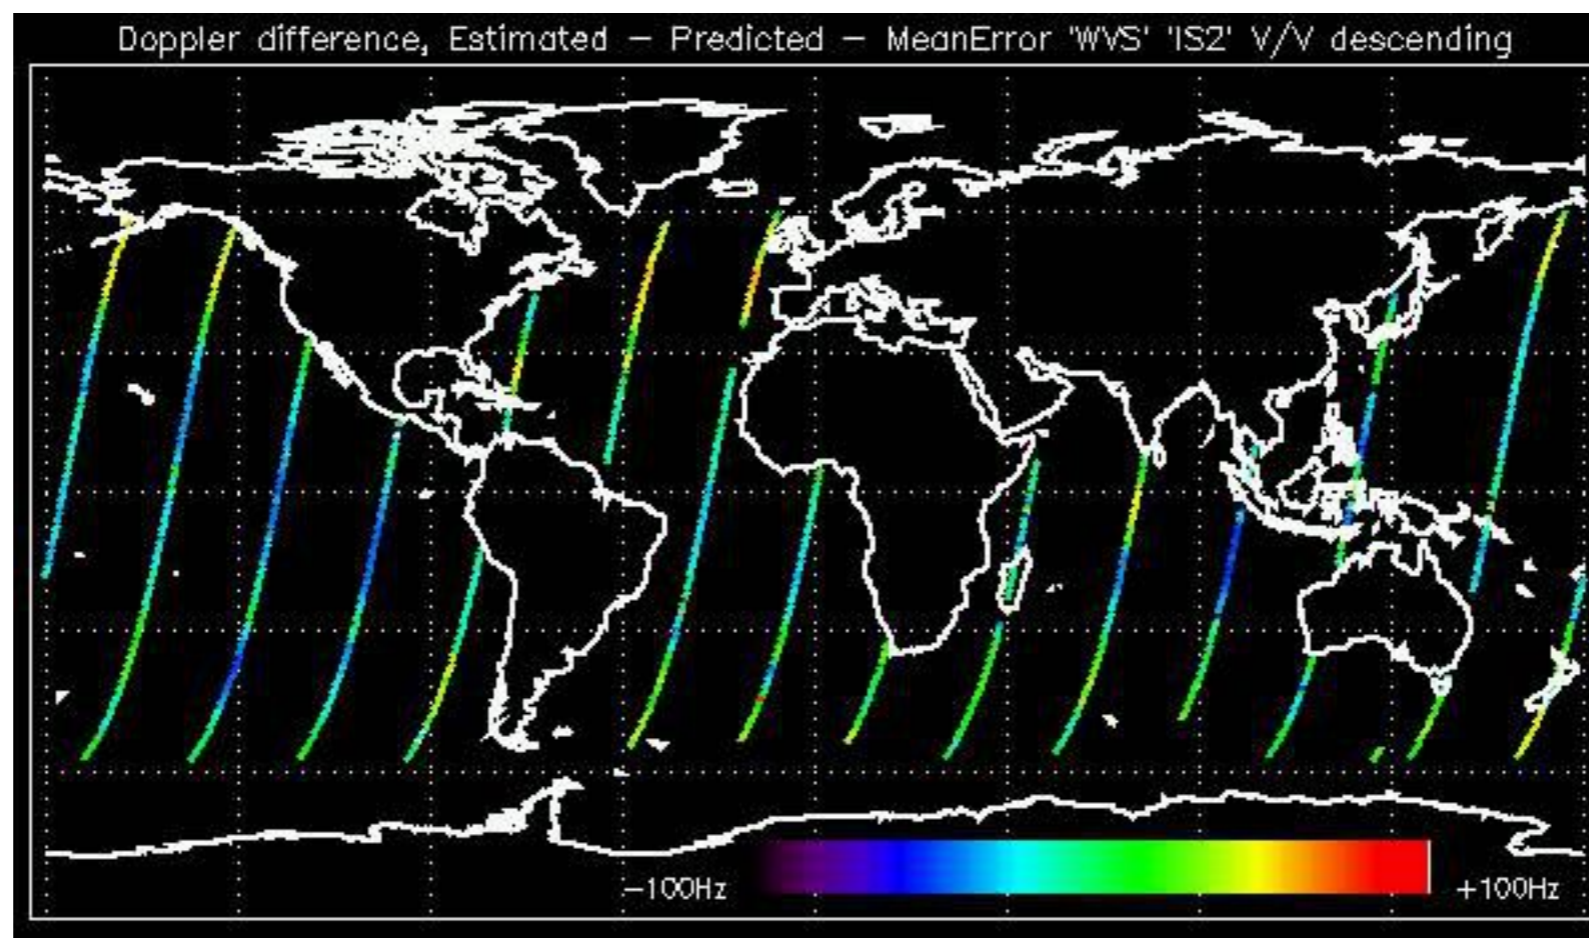 Doppler difference, Estimated – Predicted – MeanError 'WVS' 'IS2' V/V descending
–100Hz +100Hz